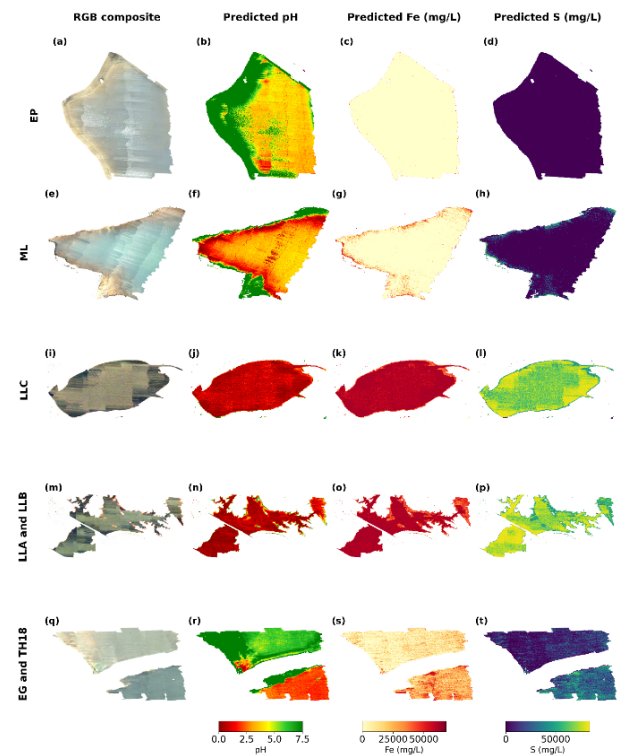 RGB composite Predicted pH Predicted Fe (mg/L) Predicted S (mg/L)
(a) (b) (c) (d)
EP
(e) (f) (g) (h)
ML
(i) (j) (k) (l)
LLC
(m) (n) (o) (p)
LLA and LLB
(q) (r) (s) (t)
EG and TH18
0.0 2.5 5.0 7.5 0 25000 50000 0 50000
pH Fe (mg/L) S (mg/L)